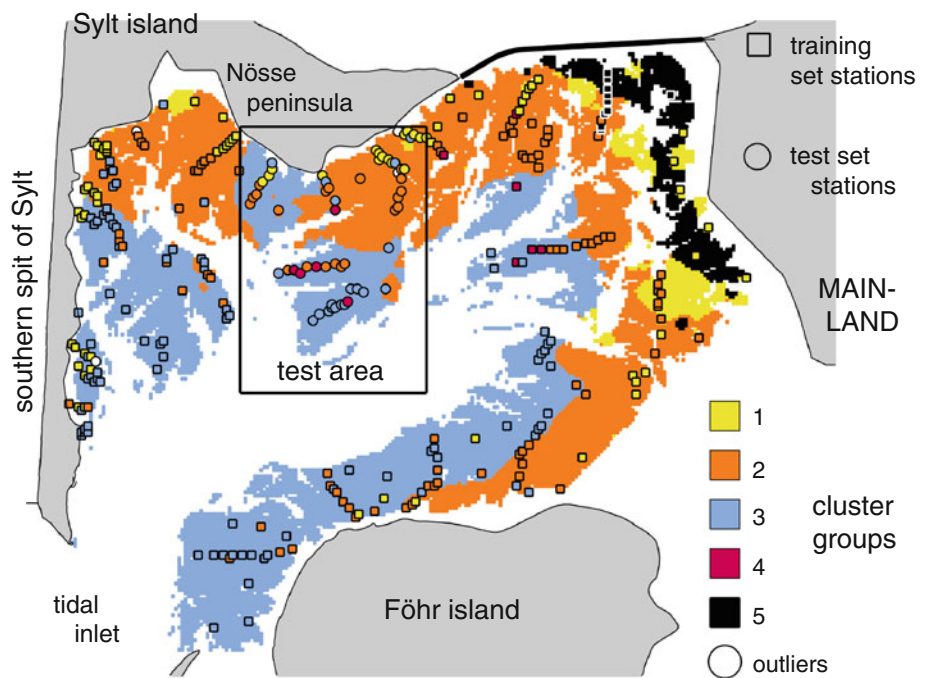 Sylt island
Nösse
peninsula
training
set stations
test set
stations
southern spit of Sylt
MAIN-
LAND
test area
1
2
3
4
5
cluster
groups
outliers
tidal
inlet
Föhr island